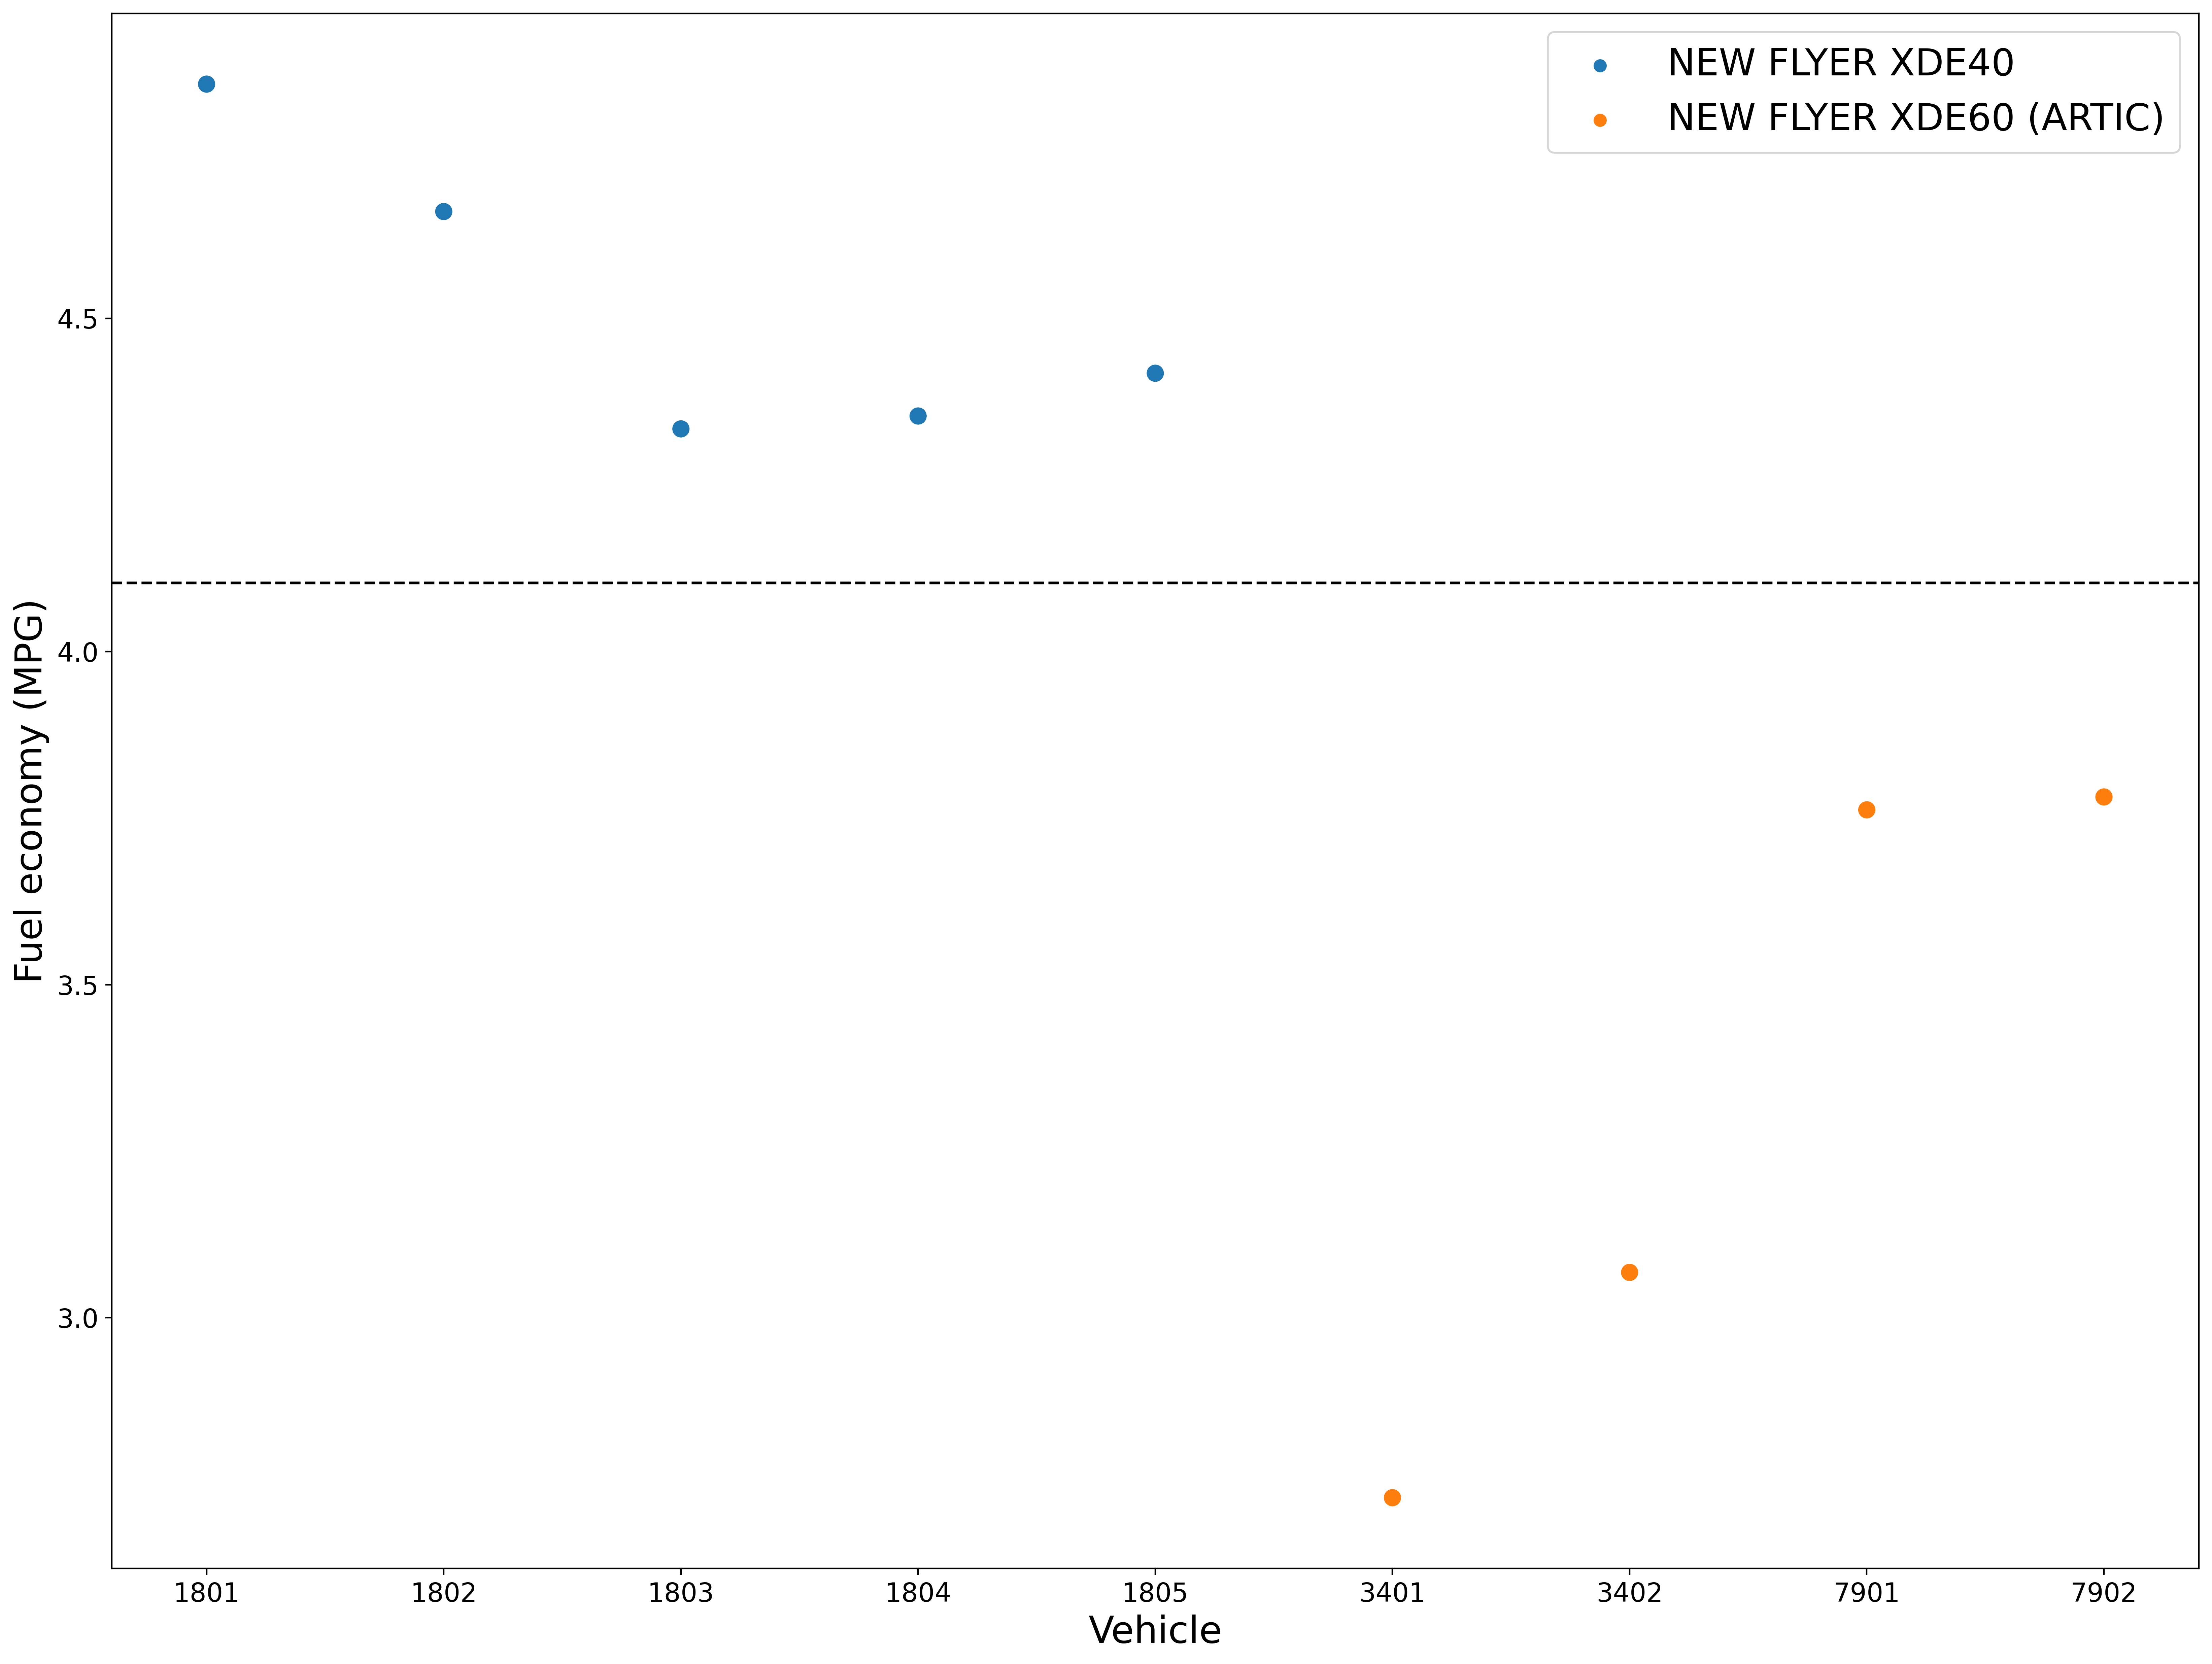 NEW FLYER XDE40
NEW FLYER XDE60 (ARTIC)
4.5
4.0
3.5
3.0
Fuel economy (MPG)
1801 1802 1803 1804 1805 3401 3402 7901 7902
Vehicle